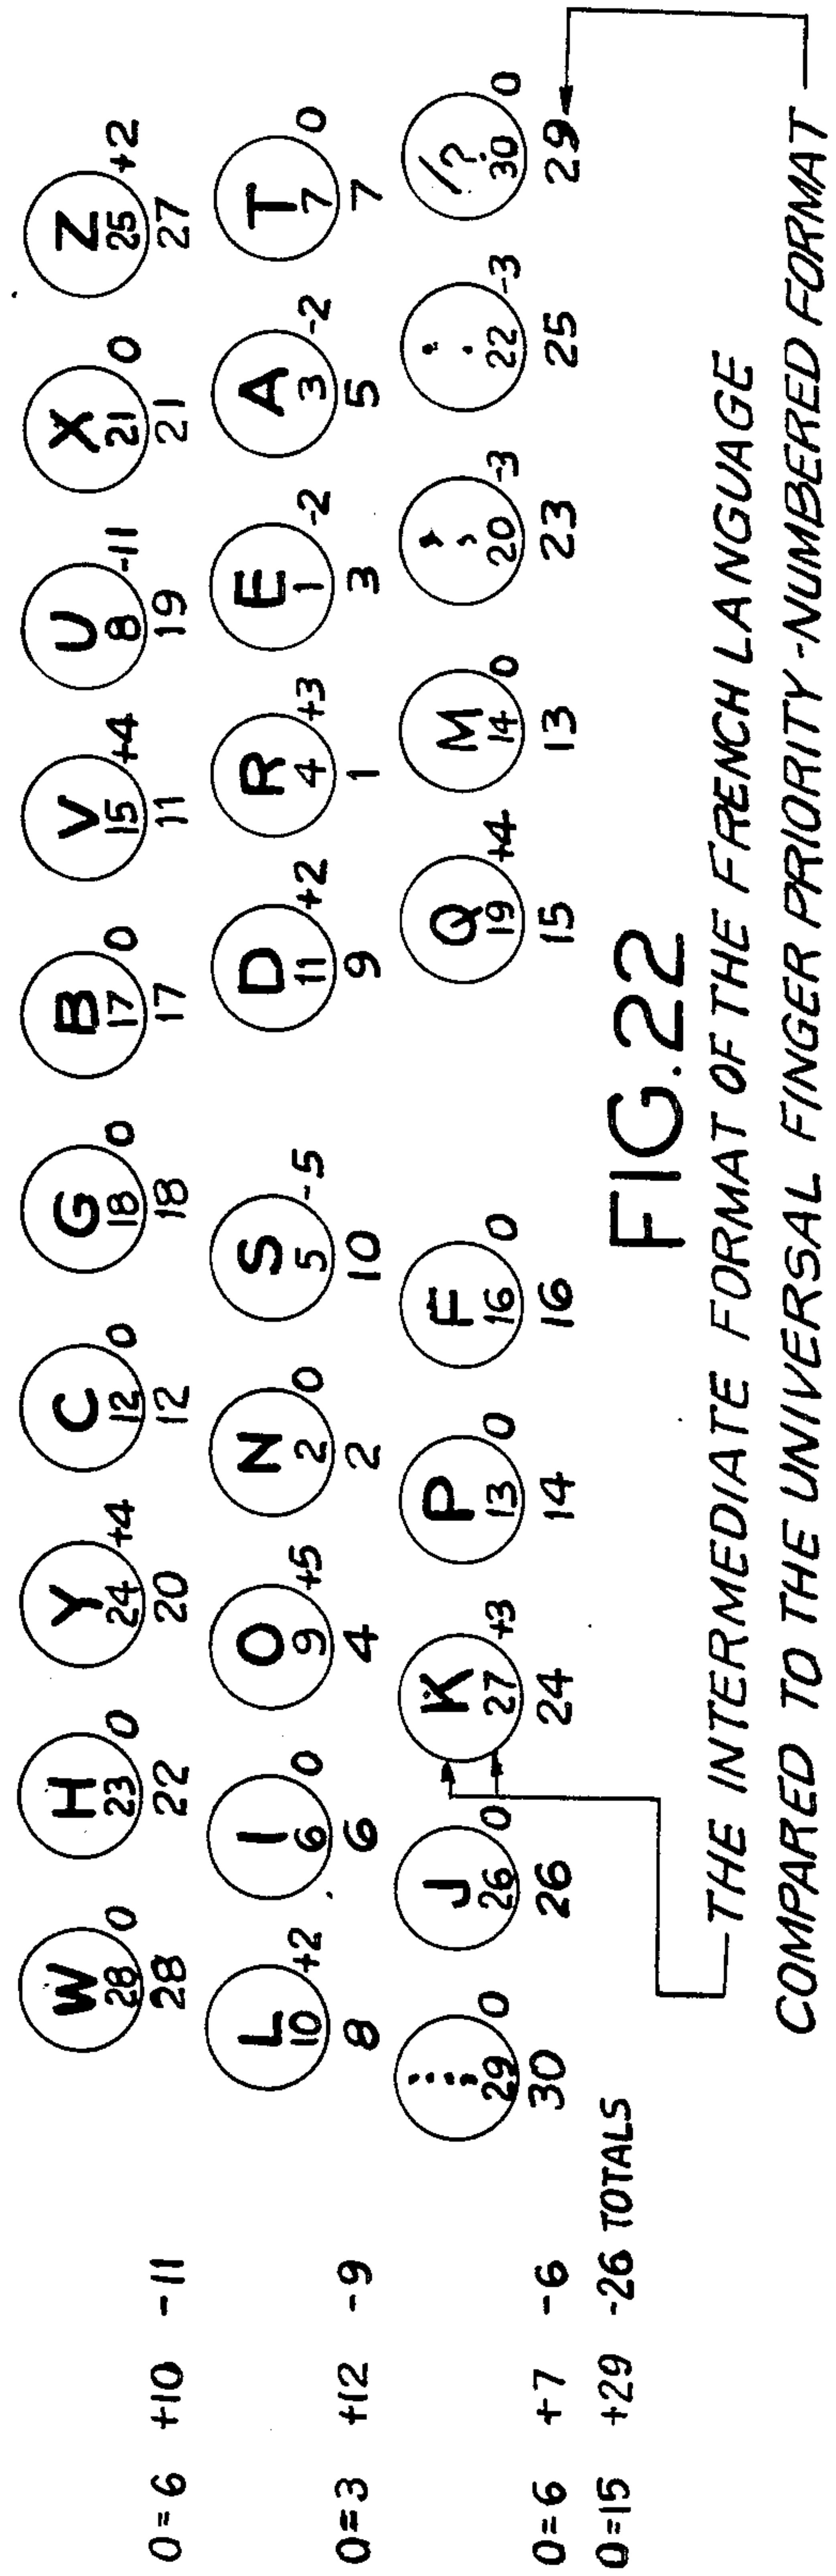 W H Y C G B V U X Z
28 0 23 0 24 +4 12 0 18 0 17 0 15 +4 8 -11 21 0 25 +2
0=6 +10 -11 28 22 20 12 18 17 11 19 21 27
L I O N S D R E A T
10 +2 6 0 9 +5 2 0 5 -5 11 +2 4 +3 1 -2 3 -2 7 0
0=3 +12 -9 8 6 4 2 10 9 1 3 5 7
: ; J K P F Q M , , . . /?
29 0 26 0 27 +3 13 0 16 0 19 +4 14 0 20 -3 22 -3 30 0
0=6 +7 -6 30 26 24 14 16 15 13 23 25 29
0=15 +29 -26 TOTALS
FIG.22
THE INTERMEDIATE FORMAT OF THE FRENCH LANGUAGE
COMPARED TO THE UNIVERSAL FINGER PRIORITY-NUMBERED FORMAT